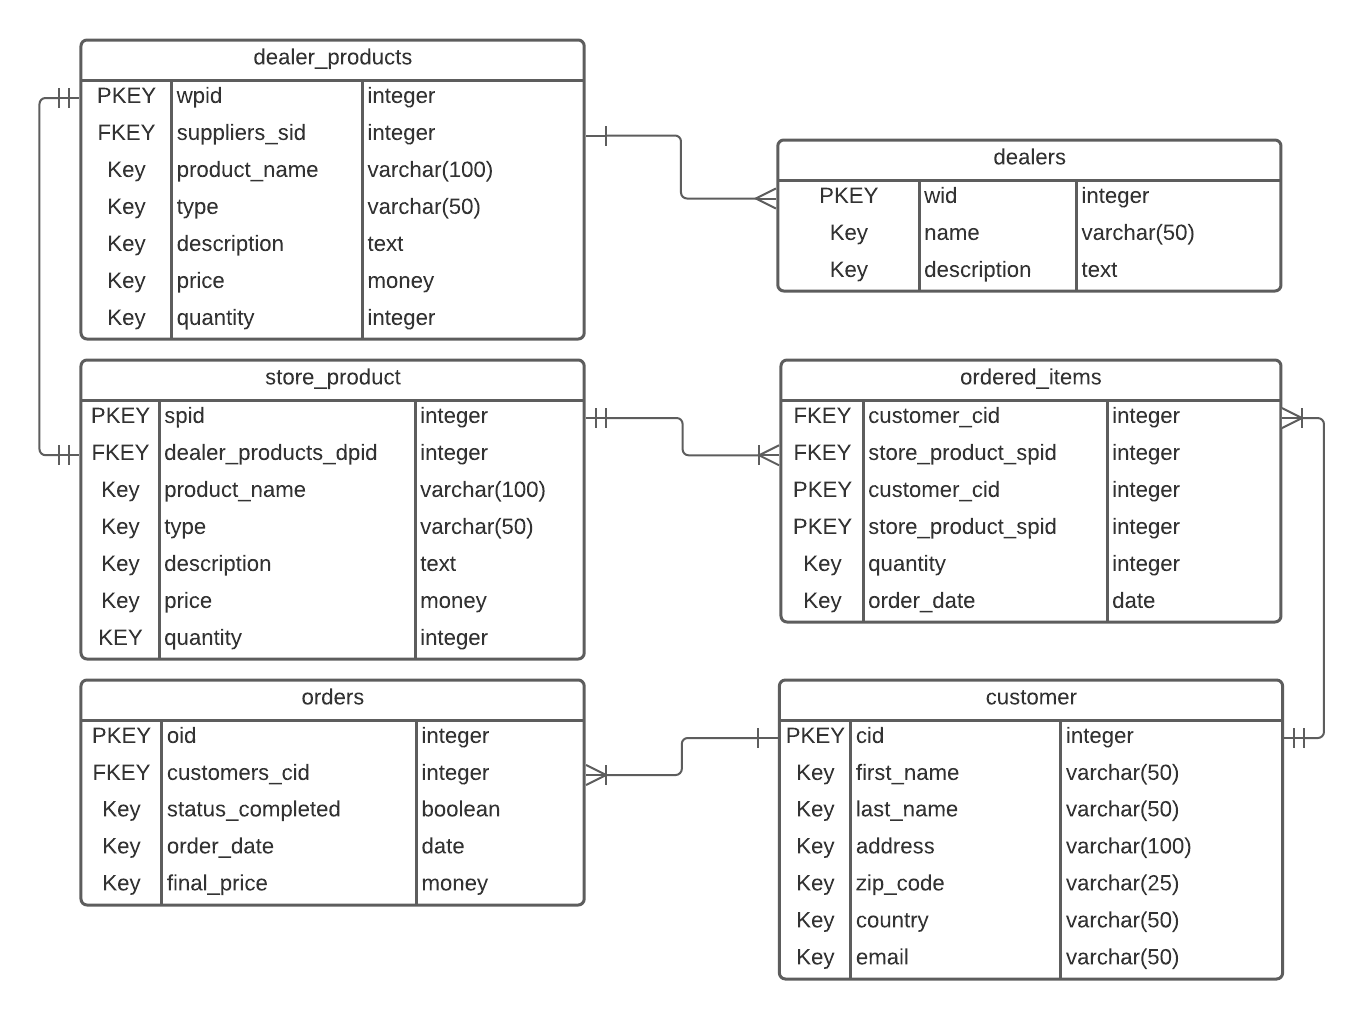 dealer_products
PKEY wpid integer
FKEY suppliers_sid integer
Key product_name varchar(100)
Key type varchar(50)
Key description text
Key price money
Key quantity integer
dealers
PKEY wid integer
Key name varchar(50)
Key description text
store_product
PKEY spid integer
FKEY dealer_products_dpid integer
Key product_name varchar(100)
Key type varchar(50)
Key description text
Key price money
KEY quantity integer
ordered_items
FKEY customer_cid integer
FKEY store_product_spid integer
PKEY customer_cid integer
PKEY store_product_spid integer
Key quantity integer
Key order_date date
orders
PKEY oid integer
FKEY customers_cid integer
Key status_completed boolean
Key order_date date
Key final_price money
customer
PKEY cid integer
Key first_name varchar(50)
Key last_name varchar(50)
Key address varchar(100)
Key zip_code varchar(25)
Key country varchar(50)
Key email varchar(50)